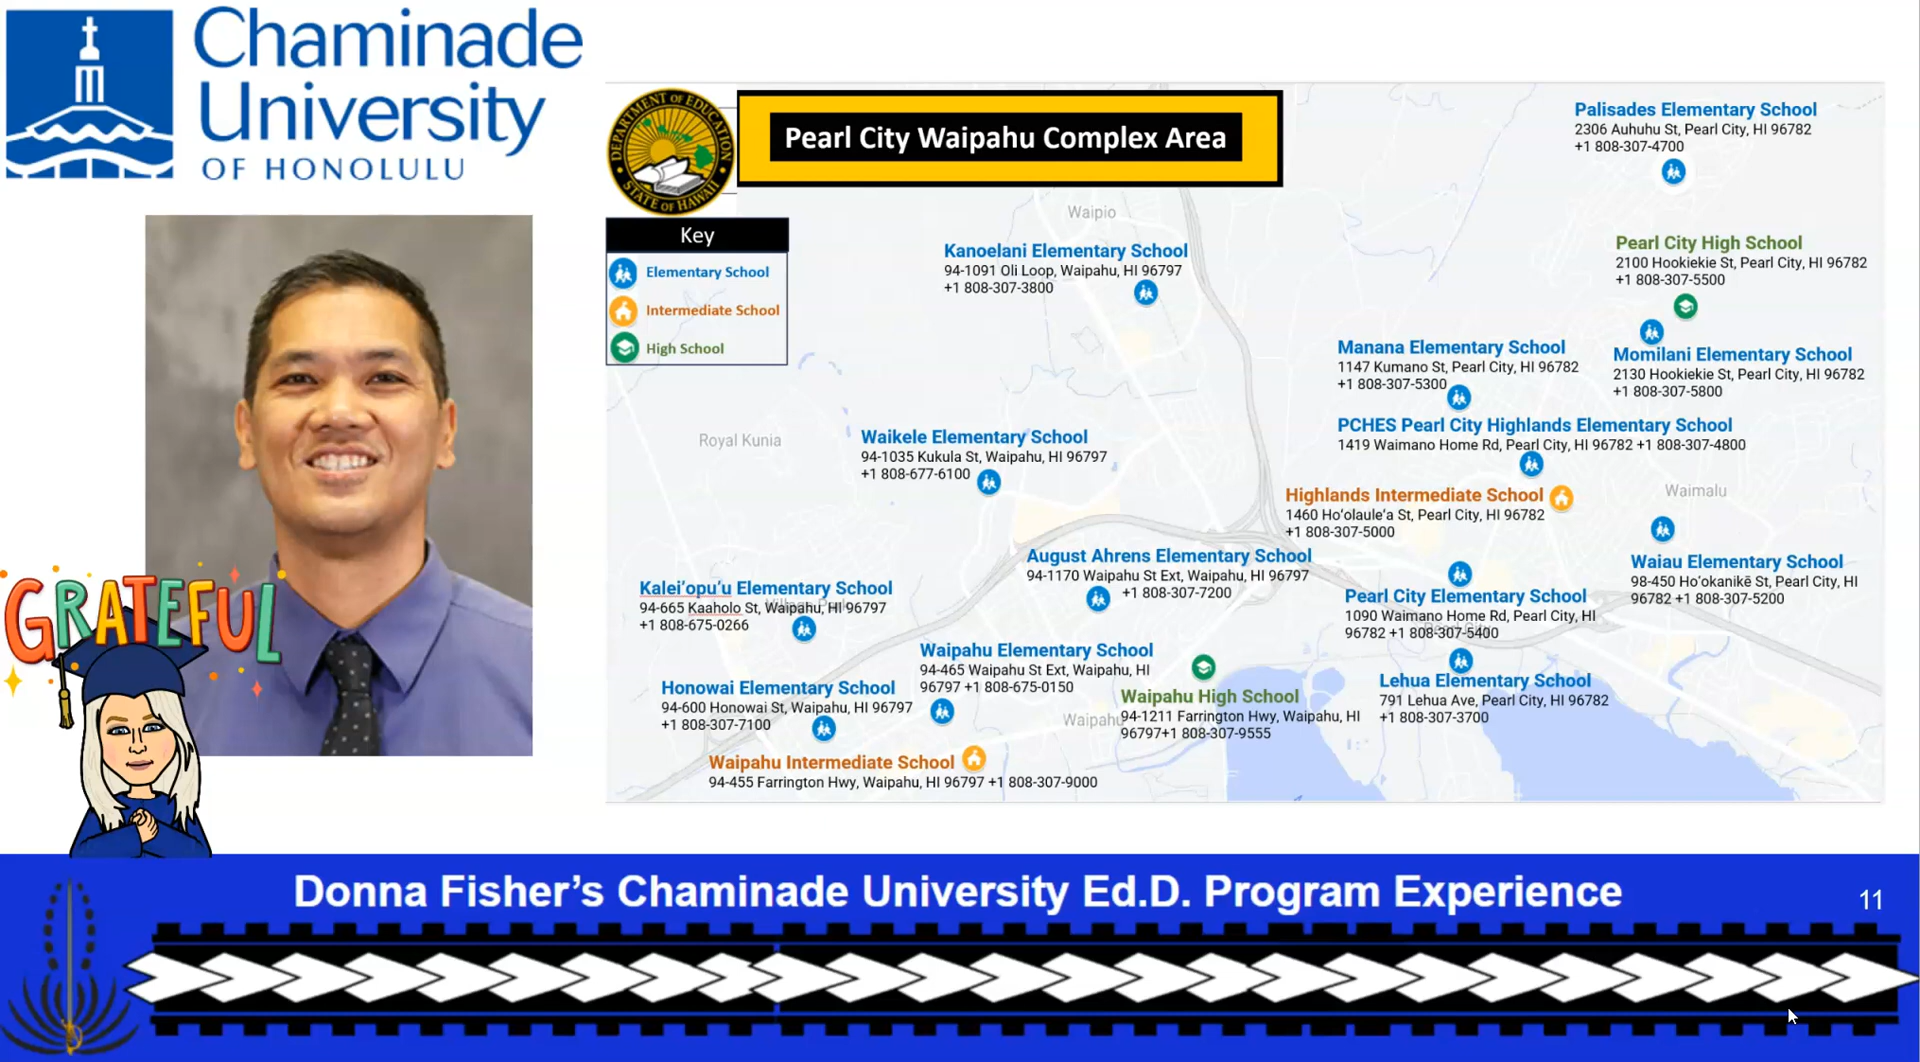 Chaminade
University
OF HONOLULU
DEPARTMENT OF EDUCATION
STATE OF HAWAII
Pearl City Waipahu Complex Area
Key
Elementary School
Intermediate School
High School
Palisades Elementary School
2306 Auhuhu St, Pearl City, HI 96782
+1 808-307-4700
Waipio
Kanoelani Elementary School
94-1091 Oli Loop, Waipahu, HI 96797
+1 808-307-3800
Pearl City High School
2100 Hookiekie St, Pearl City, HI 96782
+1 808-307-5500
Manana Elementary School
1147 Kumano St, Pearl City, HI 96782
+1 808-307-5300
Momilani Elementary School
2130 Hookiekie St, Pearl City, HI 96782
+1 808-307-5800
PCHES Pearl City Highlands Elementary School
1419 Waimano Home Rd, Pearl City, HI 96782 +1 808-307-4800
Royal Kunia
Waikele Elementary School
94-1035 Kukula St, Waipahu, HI 96797
+1 808-677-6100
Highlands Intermediate School
1460 Hoʻolauleʻa St, Pearl City, HI 96782
+1 808-307-5000
Waimalu
August Ahrens Elementary School
94-1170 Waipahu St Ext, Waipahu, HI 96797
+1 808-307-7200
Waiau Elementary School
98-450 Hoʻokanikē St, Pearl City, HI
96782 +1 808-307-5200
Kalei’opu’u Elementary School
94-665 Kaaholo St, Waipahu, HI 96797
+1 808-675-0266
Pearl City Elementary School
1090 Waimano Home Rd, Pearl City, HI
96782 +1 808-307-5400
Waipahu Elementary School
94-465 Waipahu St Ext, Waipahu, HI
96797 +1 808-675-0150
Honowai Elementary School
94-600 Honowai St, Waipahu, HI 96797
+1 808-307-7100
Waipahu High School
94-1211 Farrington Hwy, Waipahu, HI
96797+1 808-307-9555
Waipahu
Lehua Elementary School
791 Lehua Ave, Pearl City, HI 96782
+1 808-307-3700
Waipahu Intermediate School
94-455 Farrington Hwy, Waipahu, HI 96797 +1 808-307-9000
GRATEFUL
Donna Fisher’s Chaminade University Ed.D. Program Experience
11